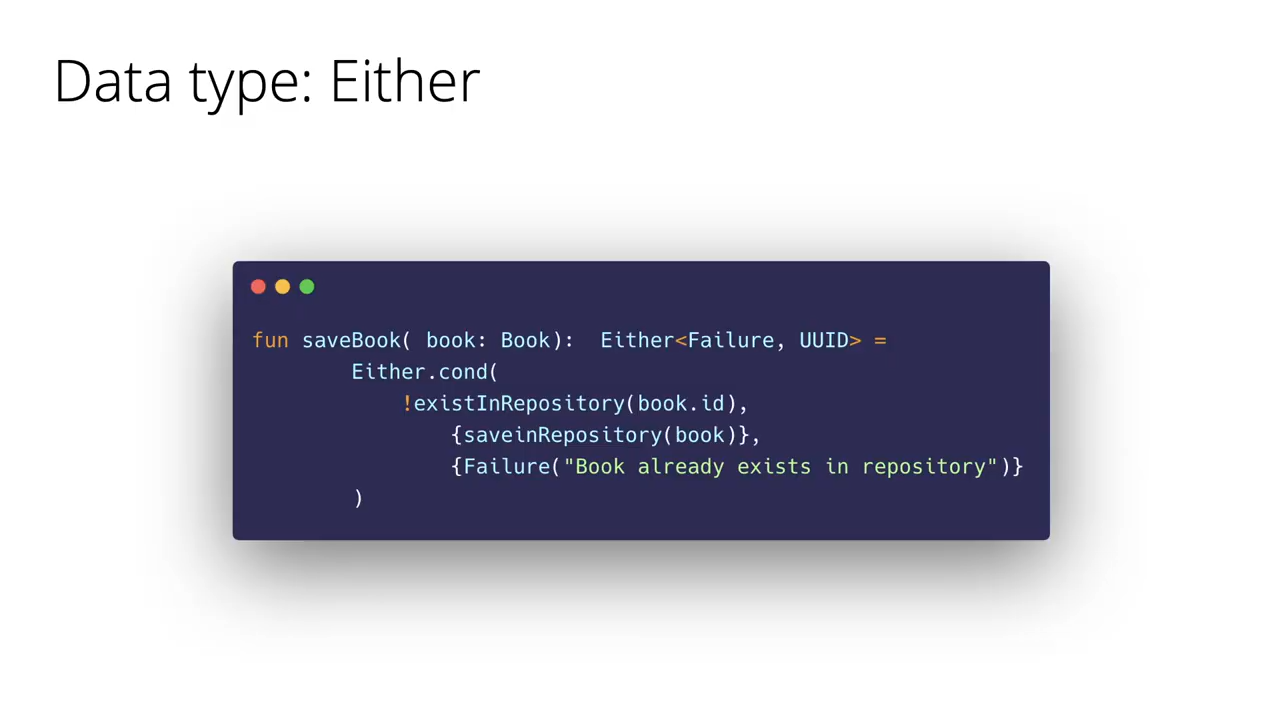 Data type: Either
fun saveBook( book: Book):  Either<Failure, UUID> =
        Either.cond(
            !existInRepository(book.id),
                {saveinRepository(book)},
                {Failure("Book already exists in repository")}
        )